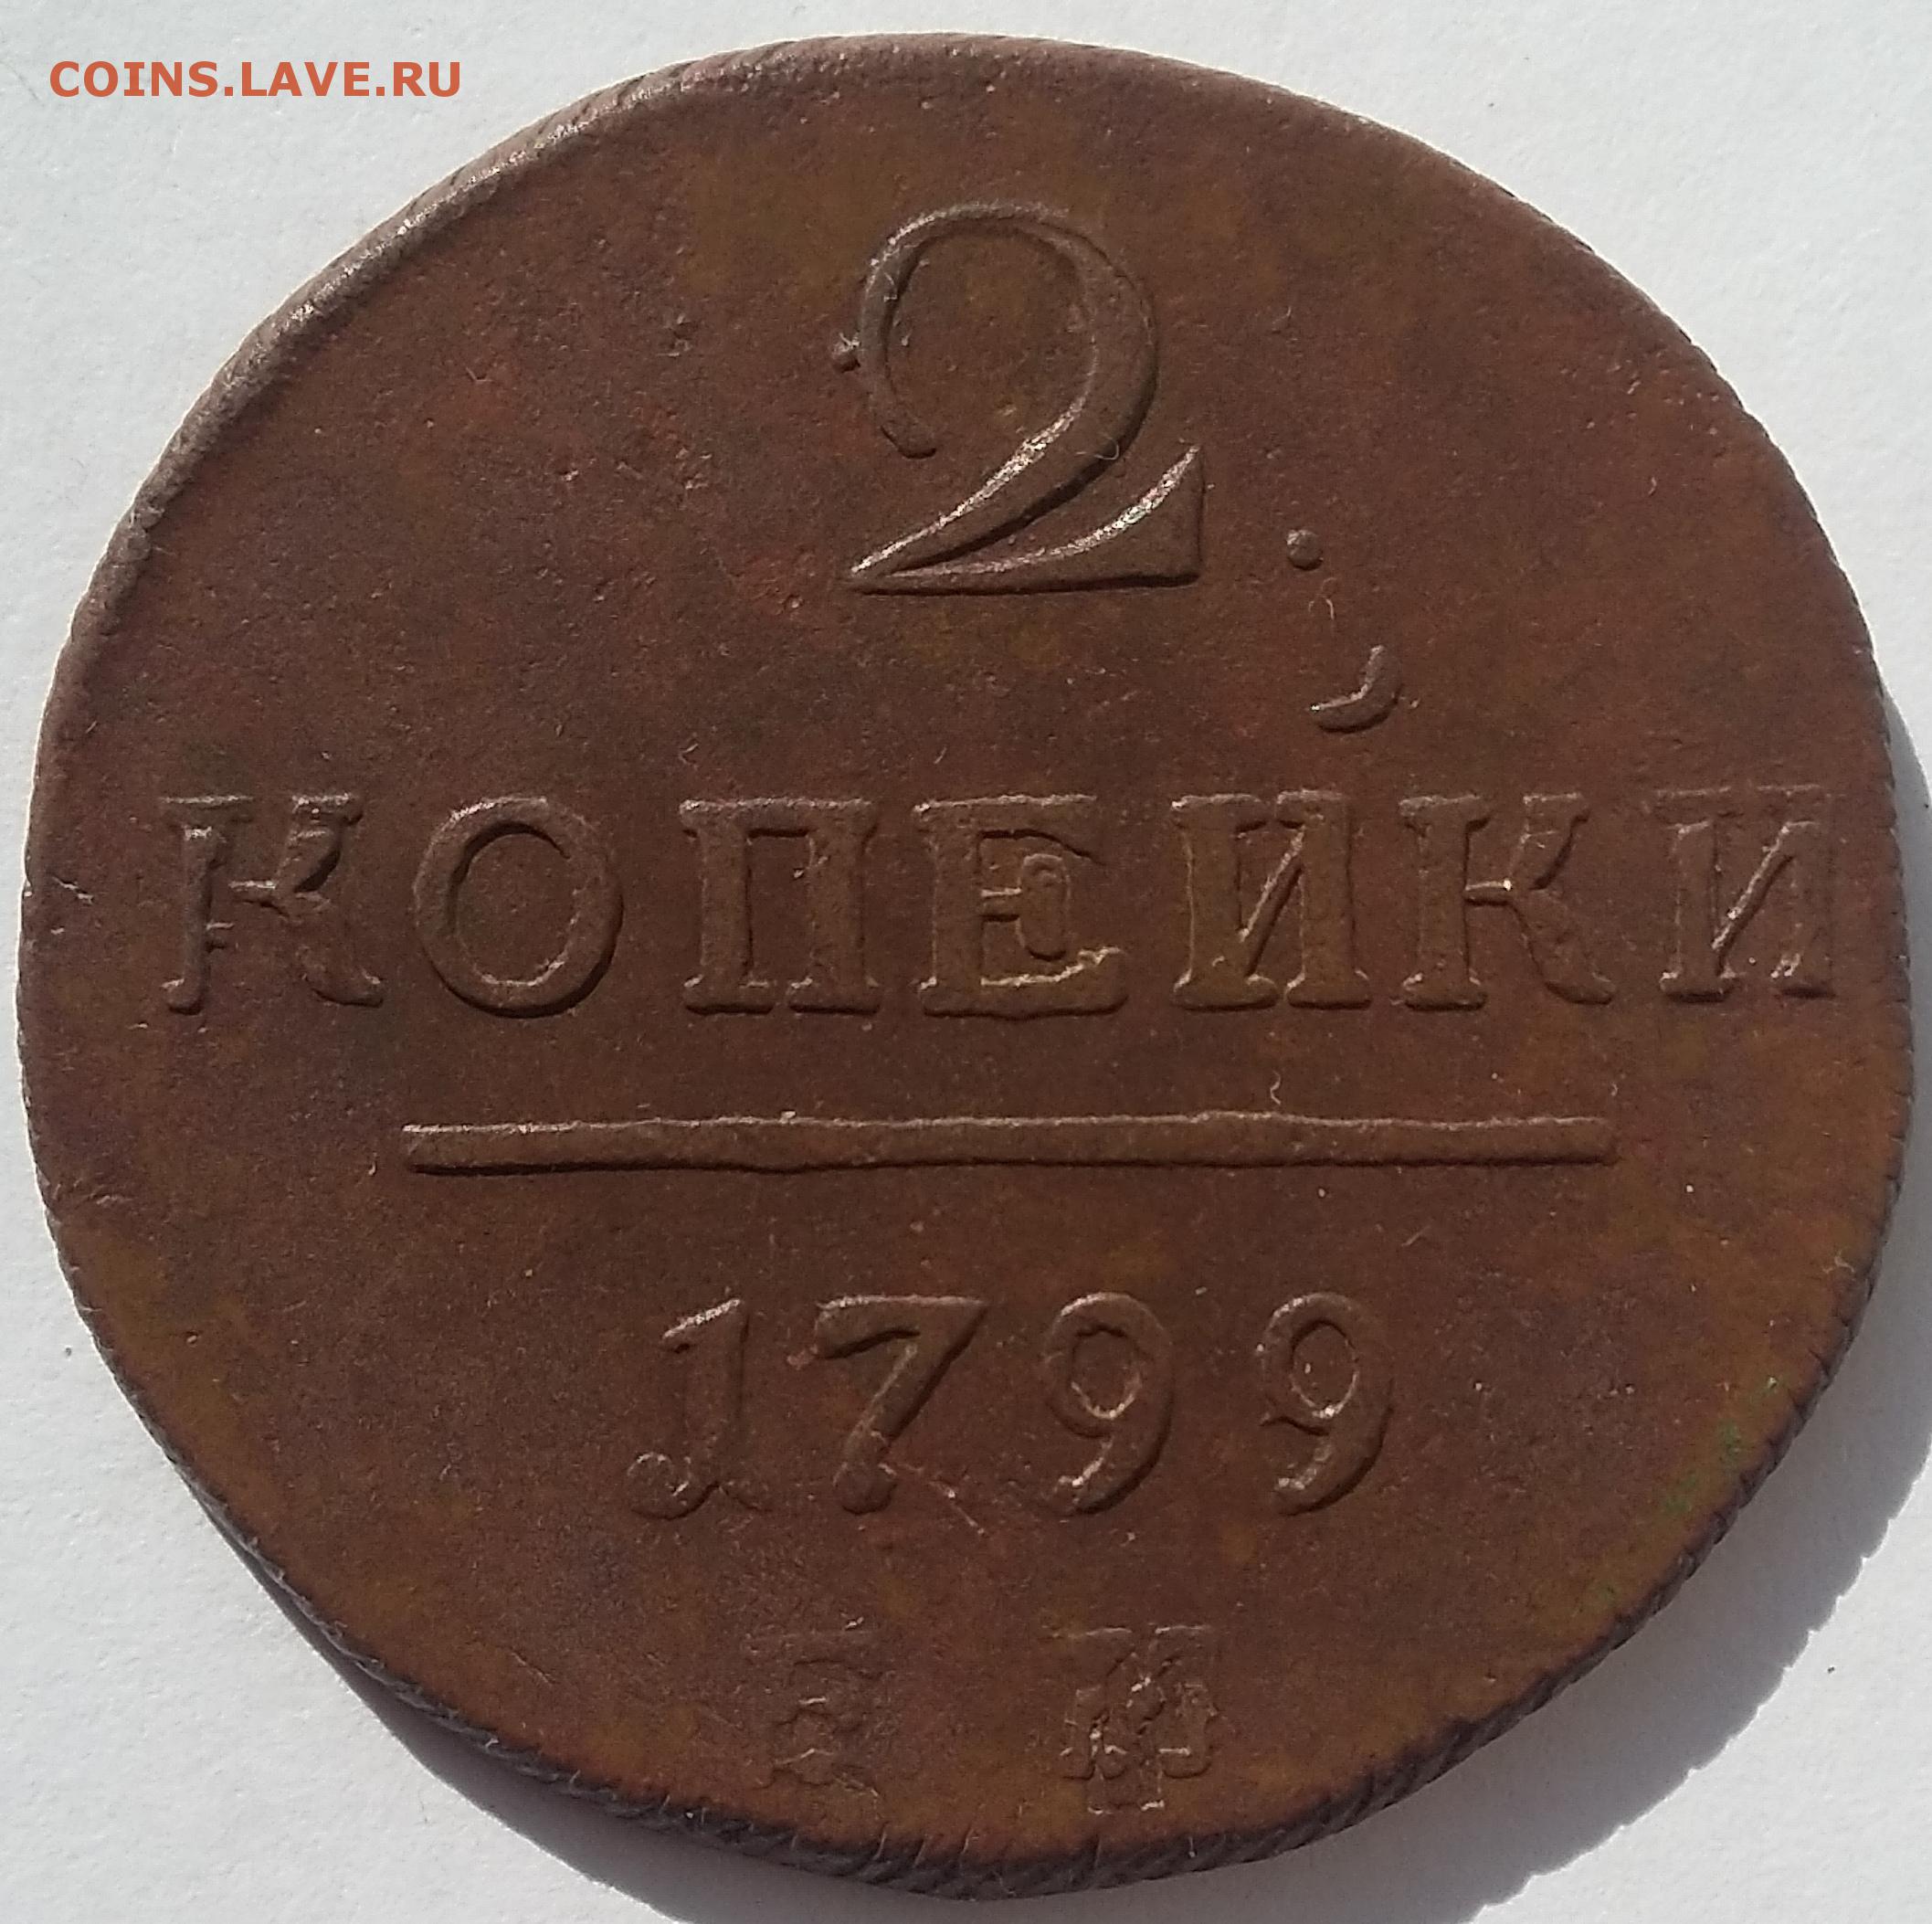 COINS.LAVE.RU
2.
КОПЕЙКИ
1799
Е М